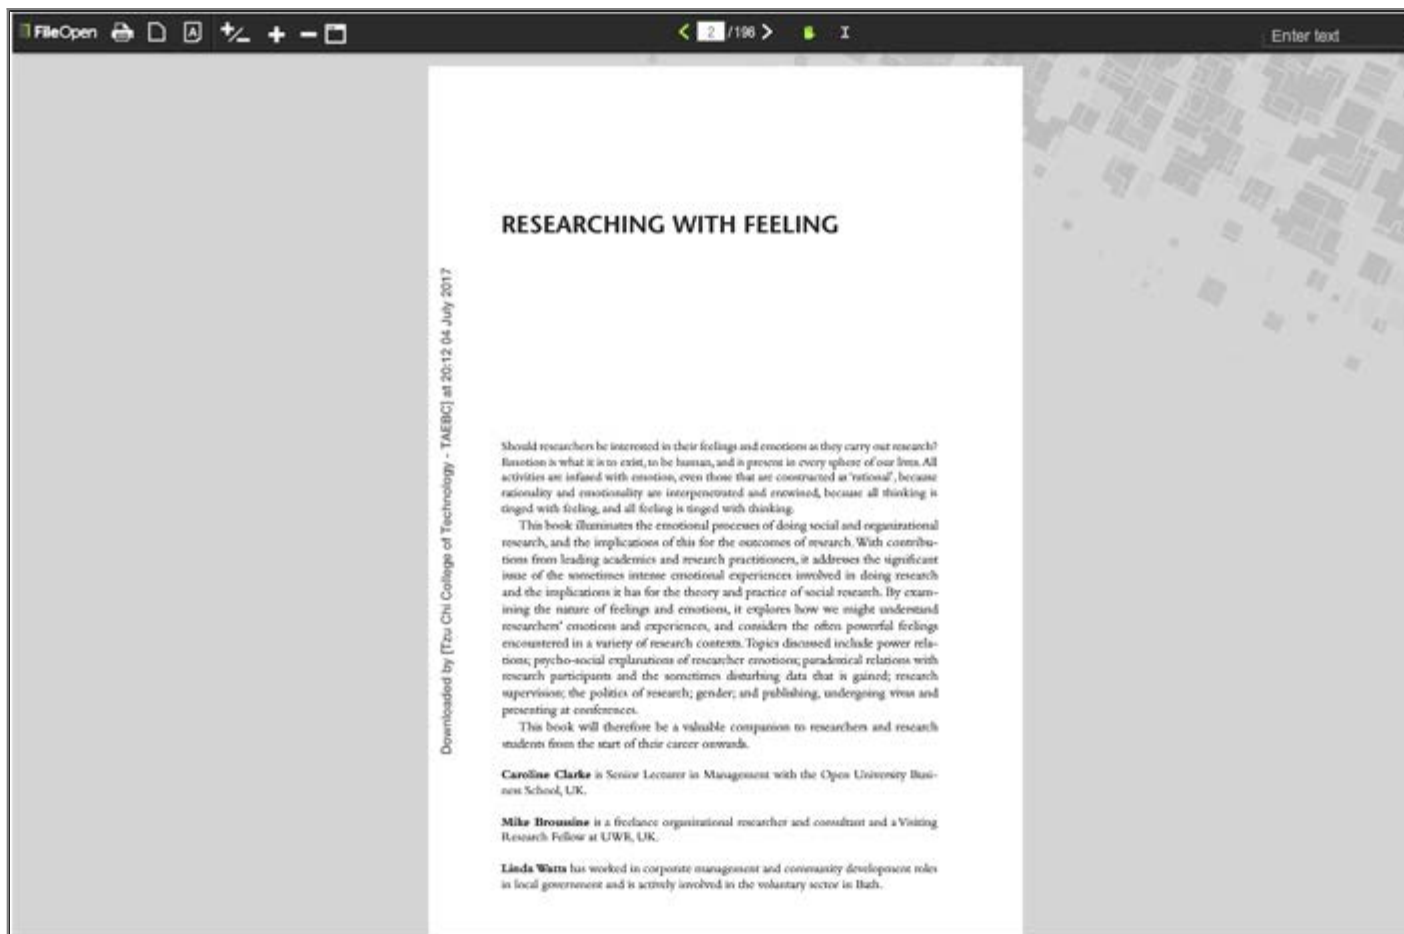 FileOpen
A
2 /196
Enter text
RESEARCHING WITH FEELING
Downloaded by [Tzu Chi College of Technology - TAEBC] at 20:12 04 July 2017
Should researchers be interested in their feelings and emotions as they carry out research?
Emotion is what it is to exist, to be human, and is present in every sphere of our lives. All
activities are infused with emotion, even those that are constructed as 'rational', because
rationality and emotionality are interpenetrated and entwined, because all thinking is
tinged with feeling, and all feeling is tinged with thinking.
This book illuminates the emotional processes of doing social and organizational
research, and the implications of this for the outcomes of research. With contribu-
tions from leading academics and research practitioners, it addresses the significant
issue of the sometimes intense emotional experiences involved in doing research
and the implications it has for the theory and practice of social research. By exam-
ining the nature of feelings and emotions, it explores how we might understand
researchers' emotions and experiences, and considers the often powerful feelings
encountered in a variety of research contexts. Topics discussed include power rela-
tions; psycho-social explanations of researcher emotions; paradoxical relations with
research participants and the sometimes disturbing data that is gained; research
supervision; the politics of research; gender; and publishing, undergoing vivas and
presenting at conferences.
This book will therefore be a valuable companion to researchers and research
students from the start of their career onwards.
Caroline Clarke is Senior Lecturer in Management with the Open University Busi-
ness School, UK.
Mike Broussine is a freelance organizational researcher and consultant and a Visiting
Research Fellow at UWE, UK.
Linda Watts has worked in corporate management and community development roles
in local government and is actively involved in the voluntary sector in Bath.